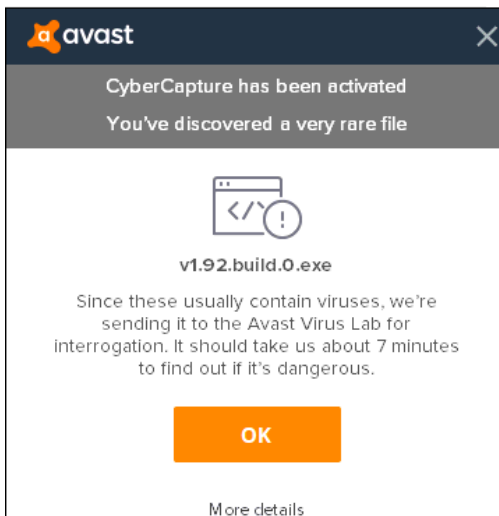 avast
CyberCapture has been activated
You've discovered a very rare file
</>
!
v1.92.build.0.exe
Since these usually contain viruses, we're
sending it to the Avast Virus Lab for
interrogation. It should take us about 7 minutes
to find out if it's dangerous.
OK
More details